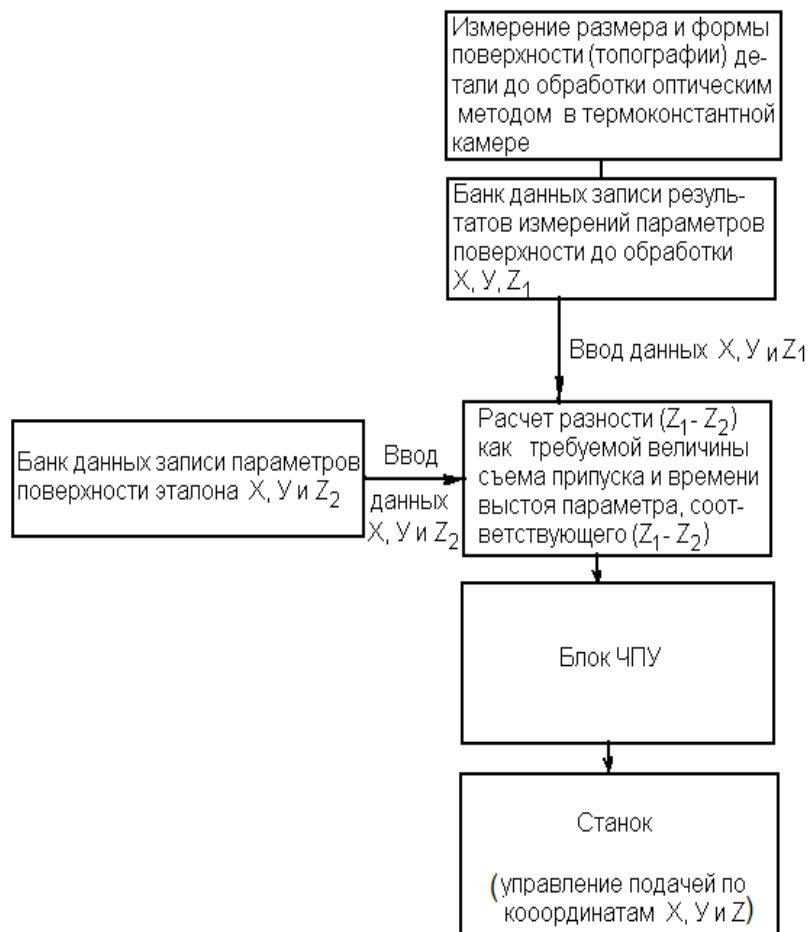 Измерение размера и формы
поверхности (топографии) де-
тали до обработки оптическим
методом в термоконстантной
камере
Банк данных записи резуль-
татов измерений параметров
поверхности до обработки
X, У, Z₁
Ввод данных X, У и Z₁
Банк данных записи параметров
поверхности эталона X, У и Z₂
Ввод
данных
X, У и Z₂
Расчет разности (Z₁- Z₂)
как требуемой величины
съема припуска и времени
выстоя параметра, соот-
ветствующего (Z₁- Z₂)
Блок ЧПУ
Станок
(управление подачей по
кооординатам X, У и Z)